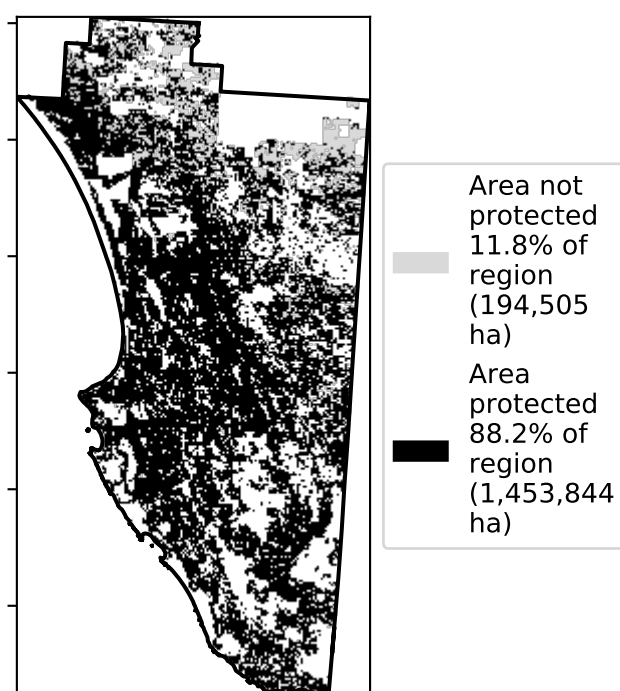 Area not
protected
11.8% of
region
(194,505
ha)
Area
protected
88.2% of
region
(1,453,844
ha)